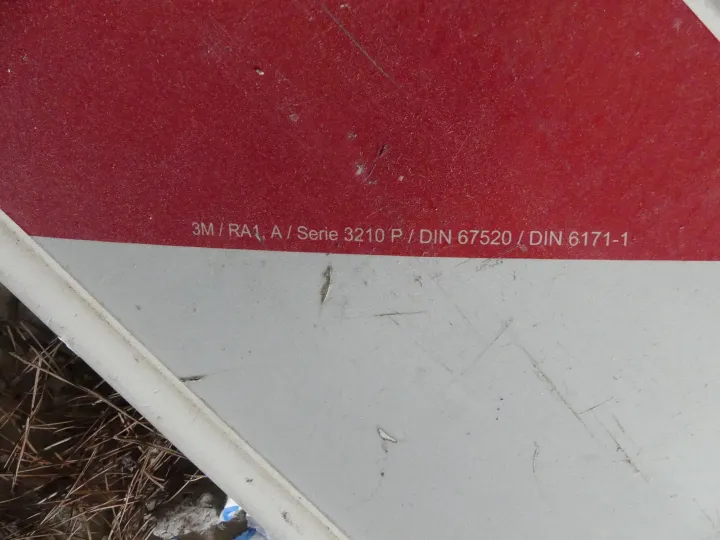 3M / RA1, A / Serie 3210 P / DIN 67520 / DIN 6171-1